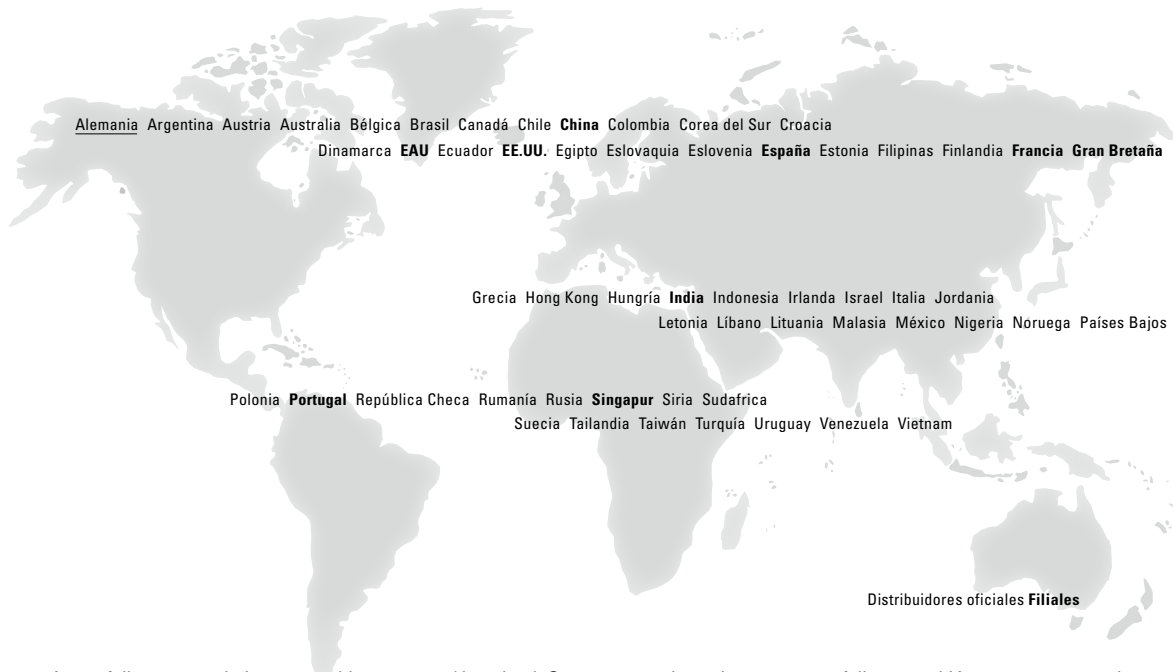 Alemania Argentina Austria Australia Bélgica Brasil Canadá Chile China Colombia Corea del Sur Croacia
Dinamarca EAU Ecuador EE.UU. Egipto Eslovaquia Eslovenia España Estonia Filipinas Finlandia Francia Gran Bretaña
Grecia Hong Kong Hungría India Indonesia Irlanda Israel Italia Jordania
Letonia Líbano Lituania Malasia México Nigeria Noruega Países Bajos
Polonia Portugal República Checa Rumanía Rusia Singapur Siria Sudafrica
Suecia Tailandia Taiwán Turquía Uruguay Venezuela Vietnam
Distribuidores oficiales Filiales